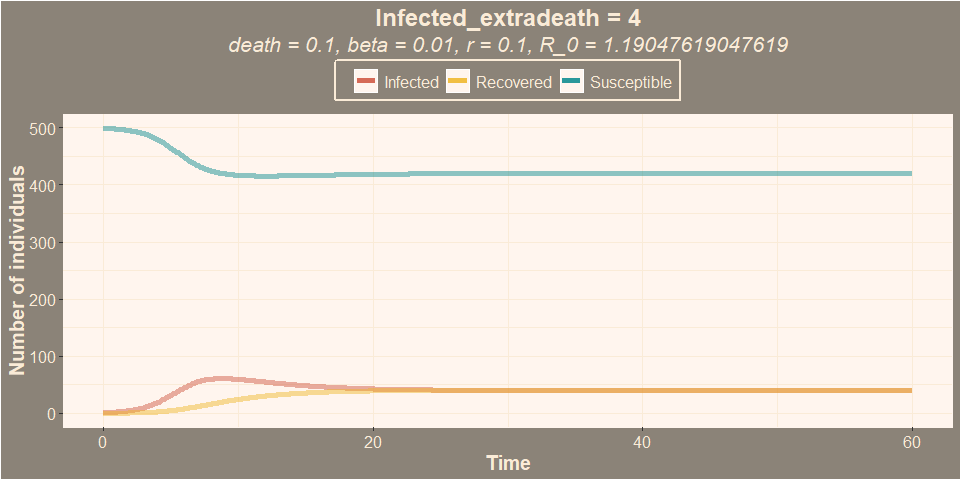 Infected_extradeath = 4
death = 0.1, beta = 0.01, r = 0.1, R_0 = 1.19047619047619
Infected Recovered Susceptible
Number of individuals
500
400
300
200
100
0
0 20 40 60
Time